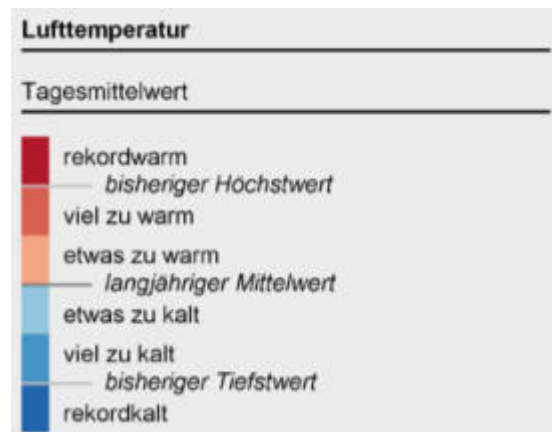 Lufttemperatur
Tagesmittelwert
rekordwarm
bisheriger Höchstwert
viel zu warm
etwas zu warm
langjähriger Mittelwert
etwas zu kalt
viel zu kalt
bisheriger Tiefstwert
rekordkalt